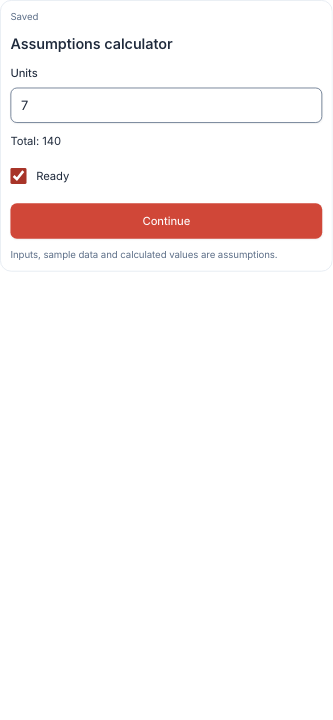 Saved
Assumptions calculator
Units
7
Total: 140
Ready
Continue
Inputs, sample data and calculated values are assumptions.